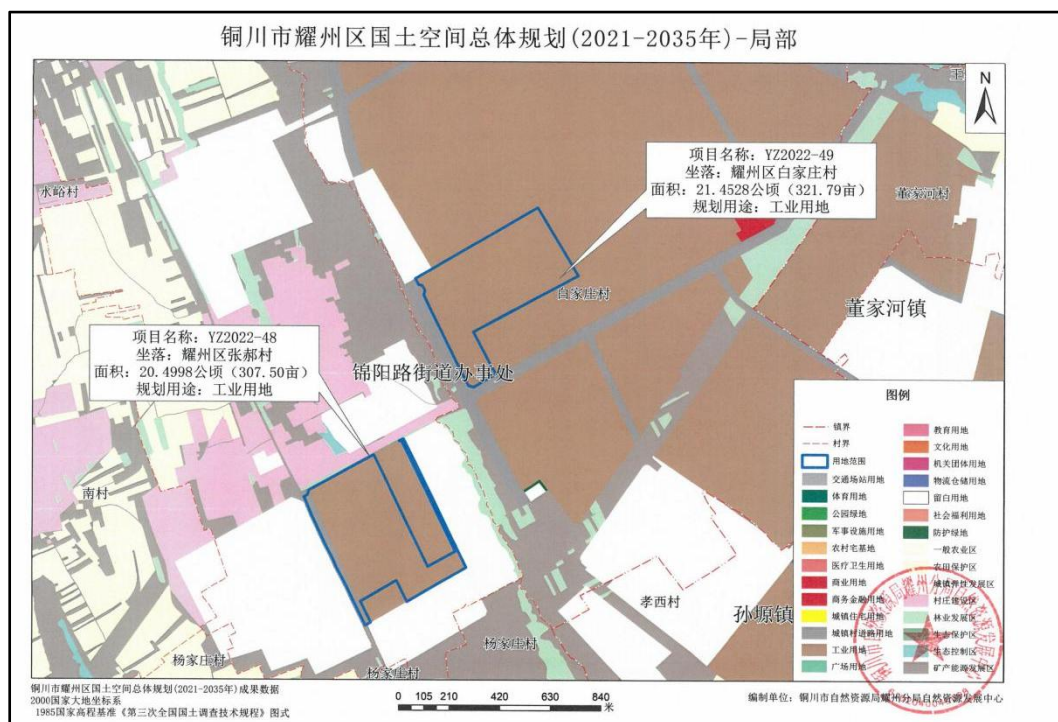 铜川市耀州区国土空间总体规划(2021-2035年)-局部
王
N
项目名称：YZ2022-49
坐落：耀州区白家庄村
面积：21.4528公顷（321.79亩）
规划用途：工业用地
水峪村
董家河村
白家庄村
董家河镇
项目名称：YZ2022-48
坐落：耀州区张郝村
面积：20.4998公顷（307.50亩）
规划用途：工业用地
锦阳路街道办事处
南村
孝西村
孙塬镇
杨家庄村
杨家庄村
杨家庄村
图例
镇界
村界
用地范围
交通场站用地
体育用地
公园绿地
军事设施用地
农村宅基地
医疗卫生用地
商业用地
商务金融用地
城镇住宅用地
城镇村道路用地
工业用地
广场用地
教育用地
文化用地
机关团体用地
物流仓储用地
留白用地
社会福利用地
防护绿地
一般农业区
农田保护区
城镇弹性发展区
村庄建设区
林业发展区
生态保护区
生态控制区
矿产能源发展区
铜川市耀州区国土空间总体规划(2021-2035年)成果数据
2000国家大地坐标系
1985国家高程基准《第三次全国国土调查技术规程》图式
0 105 210 420 630 840
米
编制单位：铜川市自然资源局耀州分局自然资源发展中心